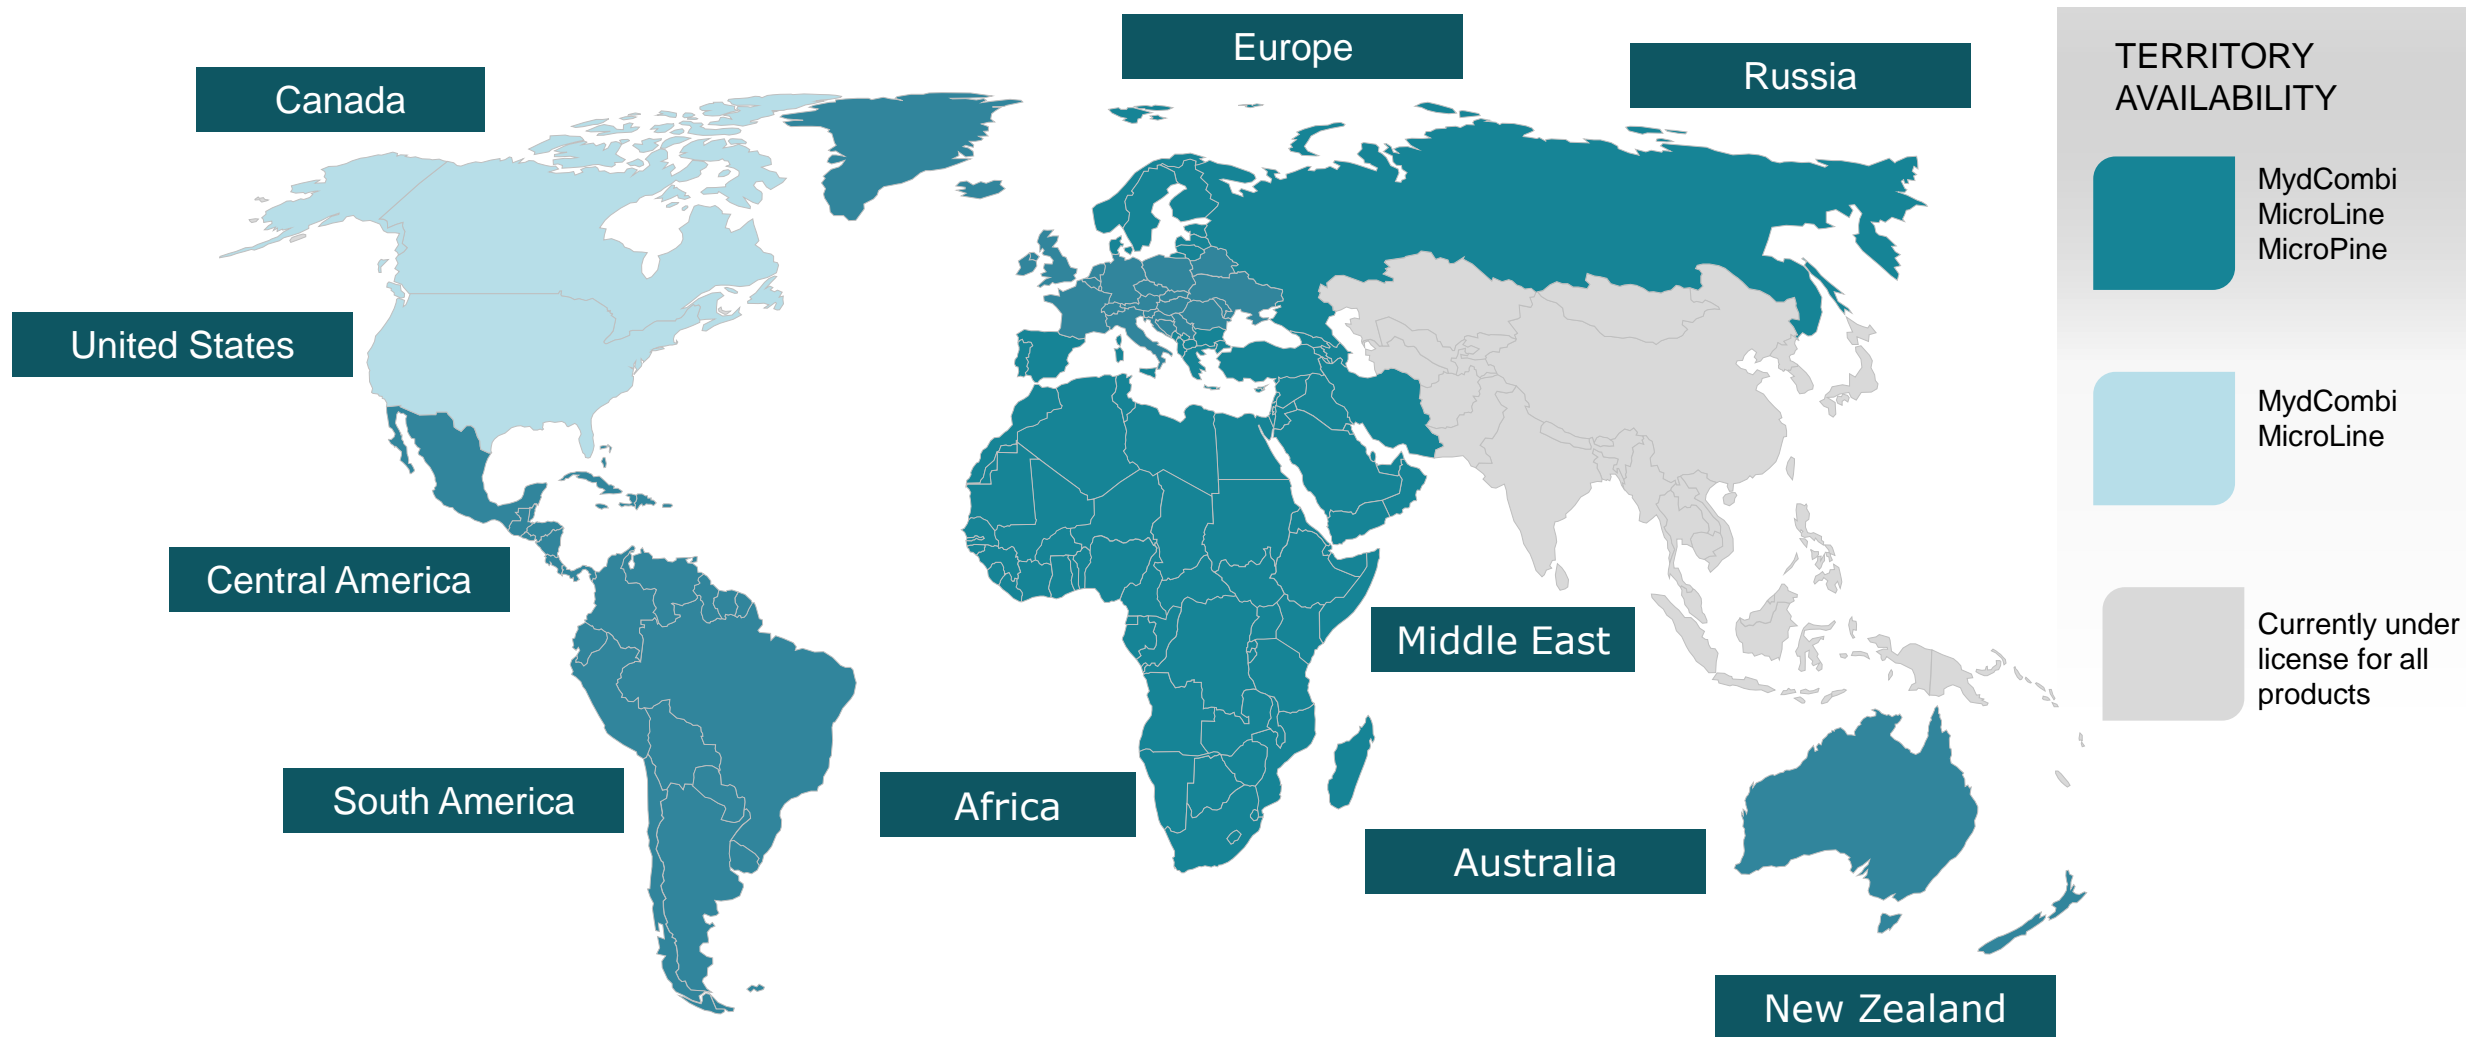 Canada
Europe
Russia
United States
Central America
South America
Africa
Middle East
Australia
New Zealand
TERRITORY
AVAILABILITY
MydCombi
MicroLine
MicroPine
MydCombi
MicroLine
Currently under
license for all
products